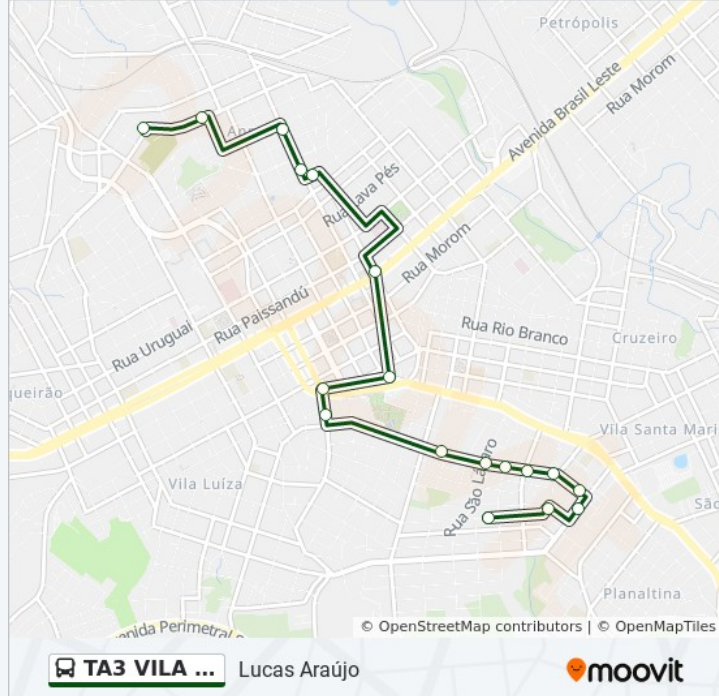 Petrópolis
Avenida Brasil Leste
Rua Morom
Rua Lava Pés
Rua Morom
Rua Paissandú
Rua Uruguai
Rua Rio Branco
Cruzeiro
queirão
Vila Santa Mari
Vila Luíza
Rua São Lázaro
São
Planaltina
enida Perimetral S
© OpenStreetMap contributors | © OpenMapTiles
TA3 VILA ...
Lucas Araújo
moovit